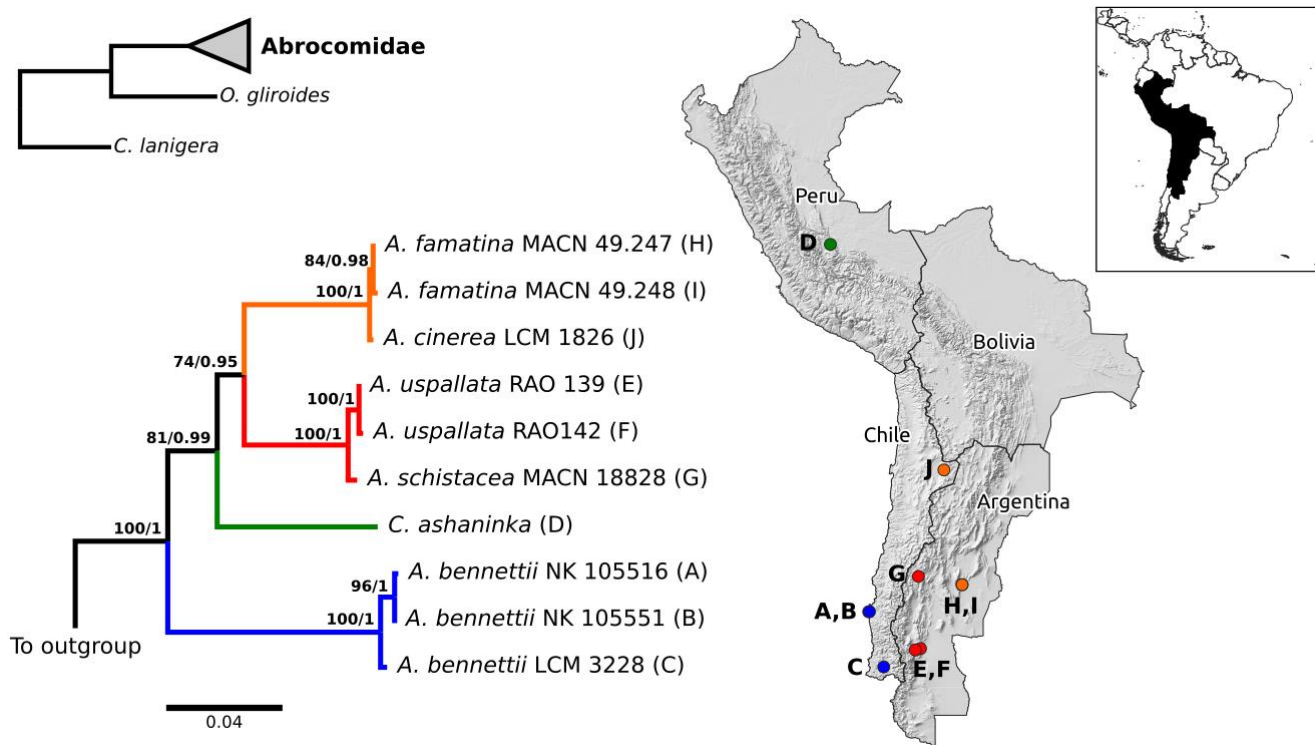 Abrocomidae
O. gliroides
C. lanigera
84/0.98
A. famatina MACN 49.247 (H)
100/1
A. famatina MACN 49.248 (I)
A. cinerea LCM 1826 (J)
74/0.95
100/1
A. uspallata RAO 139 (E)
100/1
A. uspallata RAO142 (F)
A. schistacea MACN 18828 (G)
81/0.99
C. ashaninka (D)
100/1
96/1
A. bennettii NK 105516 (A)
100/1
A. bennettii NK 105551 (B)
A. bennettii LCM 3228 (C)
To outgroup
0.04
Peru
D
Bolivia
Chile
J
Argentina
G
H,I
A,B
C
E,F